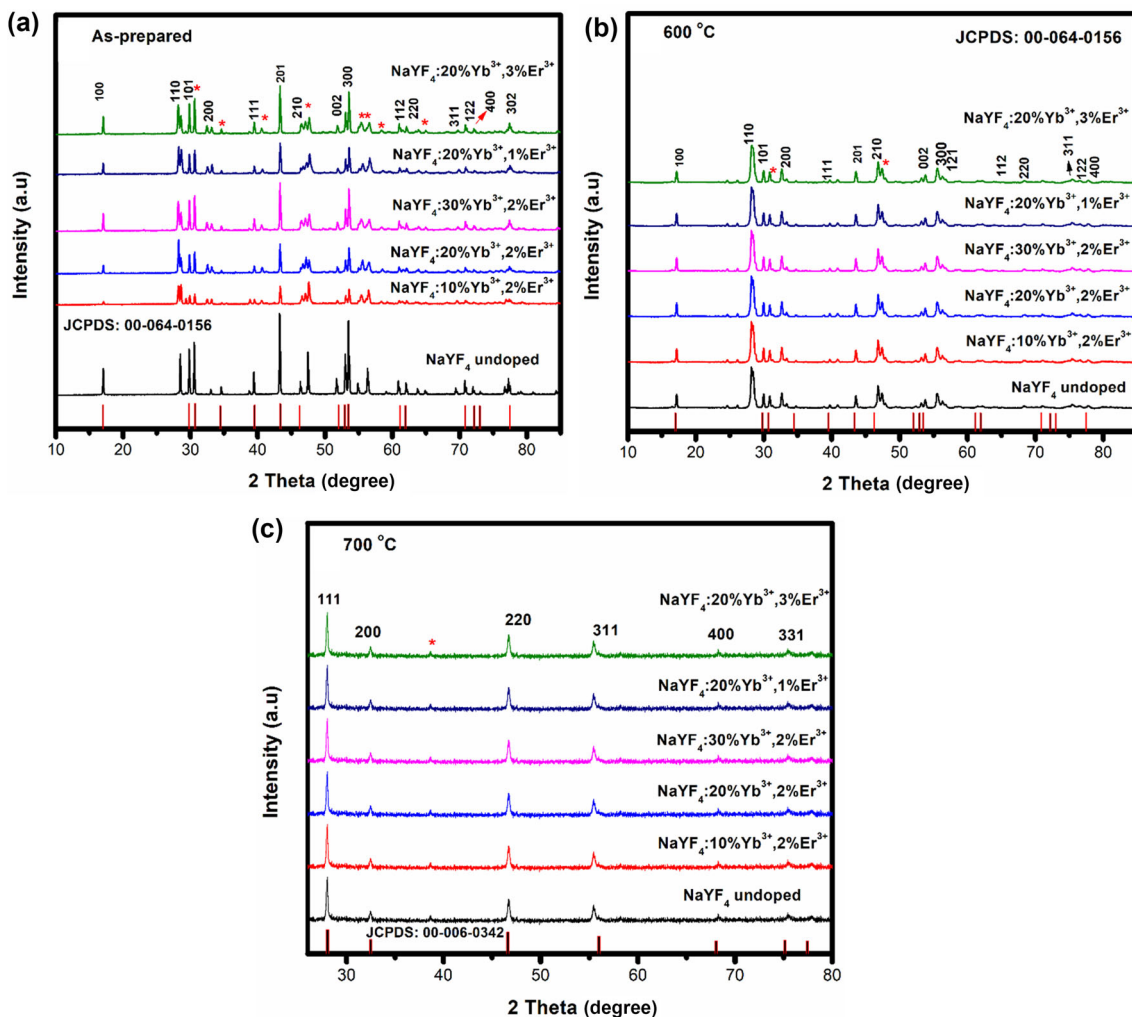 (a)
As-prepared
NaYF₄:20%Yb³⁺,3%Er³⁺
100
110
101
*
200
*
111
*
201
210
*
002
300
**
*
112
220
*
311
122
400
302
NaYF₄:20%Yb³⁺,1%Er³⁺
NaYF₄:30%Yb³⁺,2%Er³⁺
NaYF₄:20%Yb³⁺,2%Er³⁺
NaYF₄:10%Yb³⁺,2%Er³⁺
JCPDS: 00-064-0156
NaYF₄ undoped
Intensity (a.u)
10 20 30 40 50 60 70 80
2 Theta (degree)
(b)
600 °C
JCPDS: 00-064-0156
NaYF₄:20%Yb³⁺,3%Er³⁺
100
110
101
*
200
111
201
210
*
002
300
121
112
220
311
122
400
NaYF₄:20%Yb³⁺,1%Er³⁺
NaYF₄:30%Yb³⁺,2%Er³⁺
NaYF₄:20%Yb³⁺,2%Er³⁺
NaYF₄:10%Yb³⁺,2%Er³⁺
NaYF₄ undoped
Intensity (a.u)
10 20 30 40 50 60 70 80
2 Theta (degree)
(c)
700 °C
NaYF₄:20%Yb³⁺,3%Er³⁺
111
200
*
220
311
400
331
NaYF₄:20%Yb³⁺,1%Er³⁺
NaYF₄:30%Yb³⁺,2%Er³⁺
NaYF₄:20%Yb³⁺,2%Er³⁺
NaYF₄:10%Yb³⁺,2%Er³⁺
NaYF₄ undoped
JCPDS: 00-006-0342
Intensity (a.u)
30 40 50 60 70 80
2 Theta (degree)